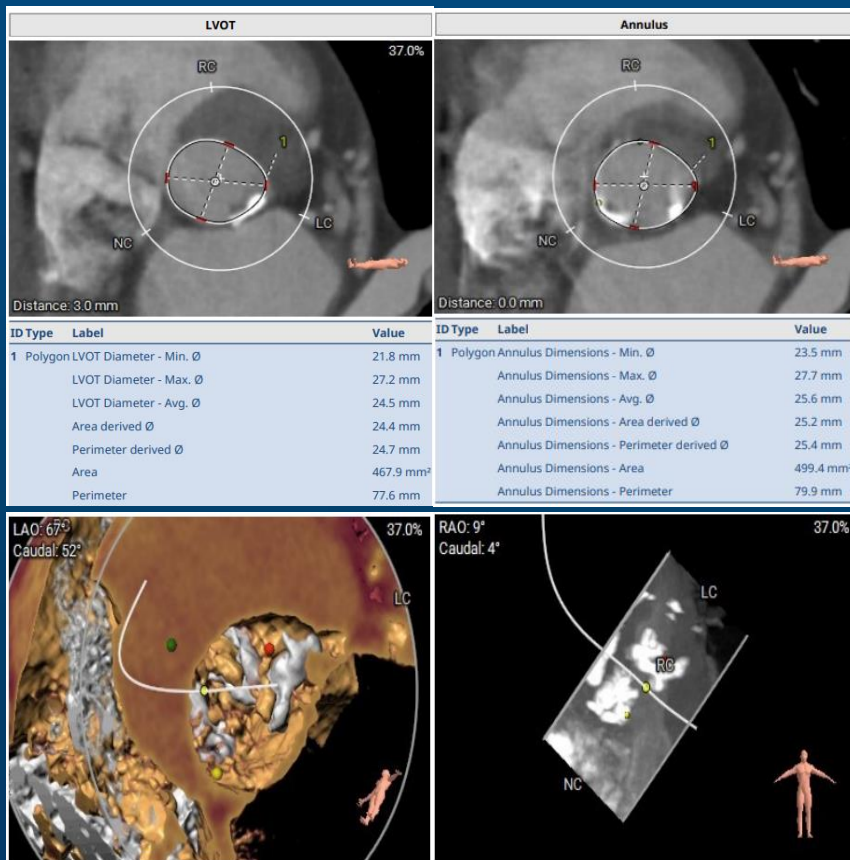 LVOT
37.0%
RC
1
LC
NC
Distance: 3.0 mm
ID Type Label Value
1 Polygon LVOT Diameter - Min. Ø 21.8 mm
LVOT Diameter - Max. Ø 27.2 mm
LVOT Diameter - Avg. Ø 24.5 mm
Area derived Ø 24.4 mm
Perimeter derived Ø 24.7 mm
Area 467.9 mm²
Perimeter 77.6 mm
Annulus
RC
1
LC
NC
Distance: 0.0 mm
ID Type Label Value
1 Polygon Annulus Dimensions - Min. Ø 23.5 mm
Annulus Dimensions - Max. Ø 27.7 mm
Annulus Dimensions - Avg. Ø 25.6 mm
Annulus Dimensions - Area derived Ø 25.2 mm
Annulus Dimensions - Perimeter derived Ø 25.4 mm
Annulus Dimensions - Area 499.4 mm²
Annulus Dimensions - Perimeter 79.9 mm
LAO: 67°
Caudal: 52°
37.0%
LC
RAO: 9°
Caudal: 4°
37.0%
LC
RC
NC